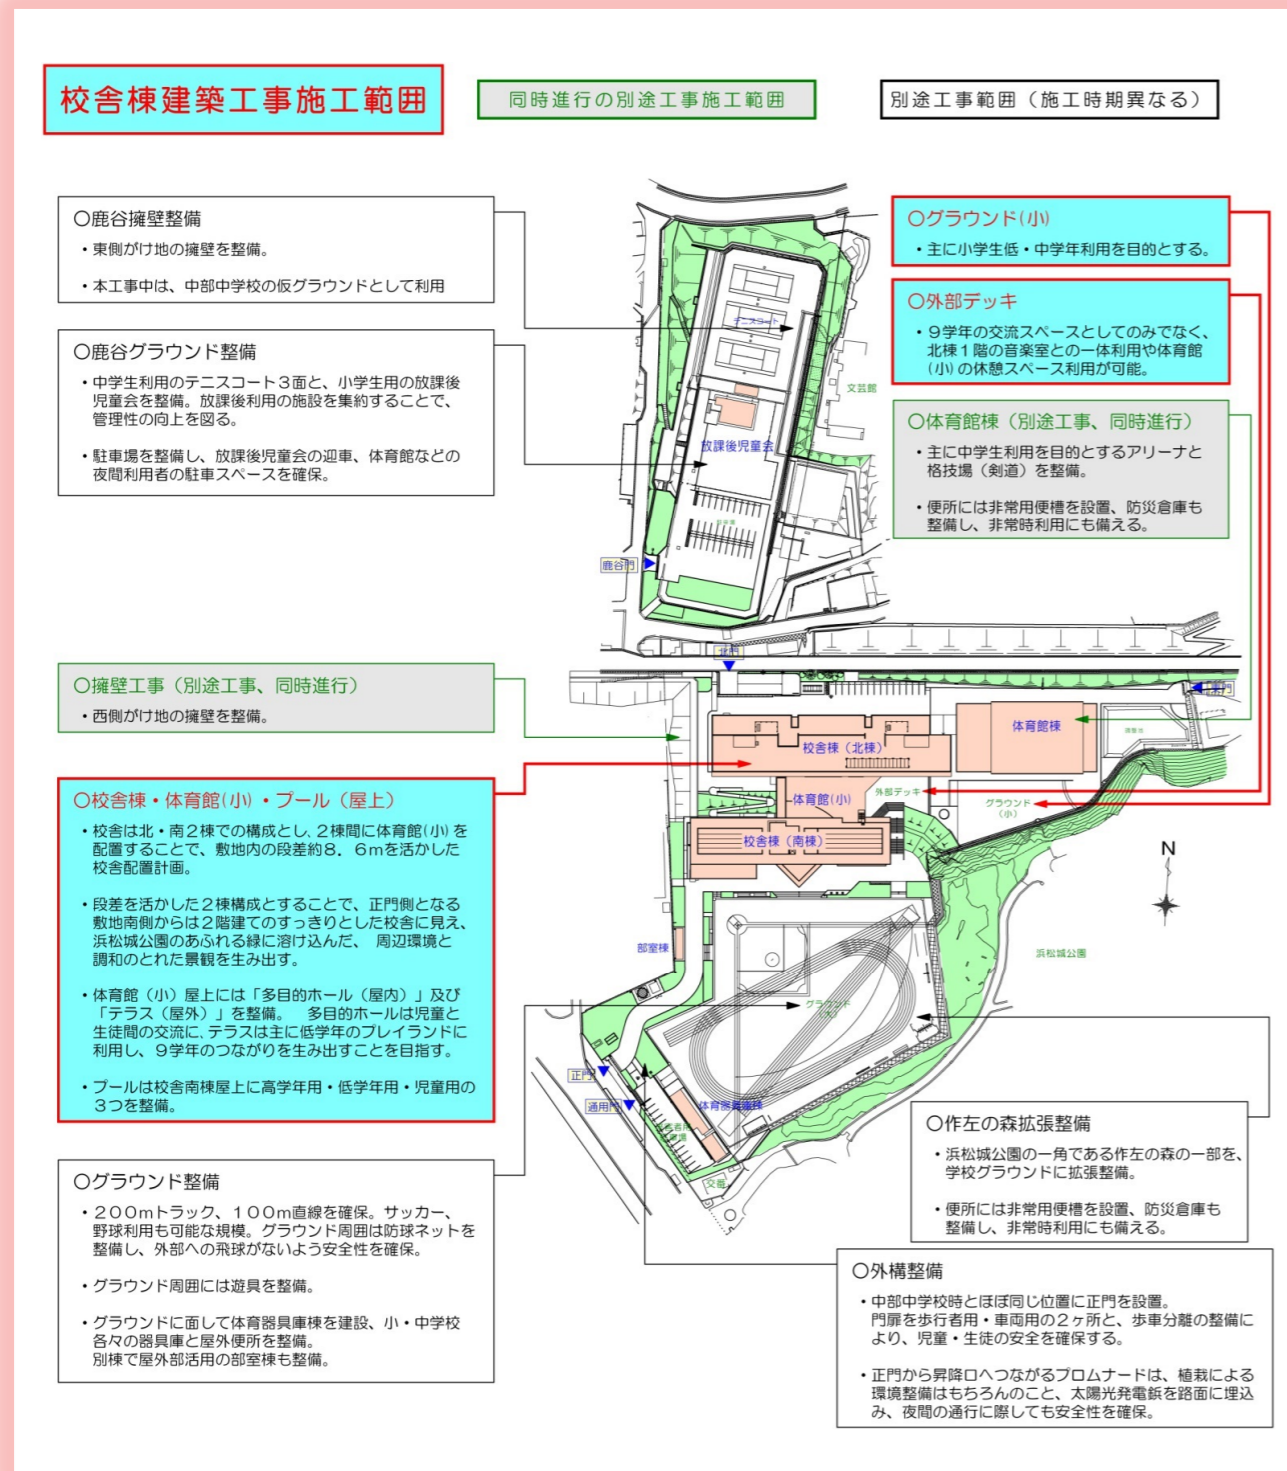 校舎棟建築工事施工範囲
同時進行の別途工事施工範囲
別途工事範囲（施工時期異なる）
〇鹿谷擁壁整備
・東側がけ地の擁壁を整備。
・本工事中は、中部中学校の仮グラウンドとして利用
〇鹿谷グラウンド整備
・中学生利用のテニスコート３面と、小学生用の放課後
児童会を整備。放課後利用の施設を集約することで、
管理性の向上を図る。
・駐車場を整備し、放課後児童会の迎車、体育館などの
夜間利用者の駐車スペースを確保。
〇擁壁工事（別途工事、同時進行）
・西側がけ地の擁壁を整備。
〇校舎棟・体育館(小)・プール（屋上）
・校舎は北・南２棟での構成とし、２棟間に体育館(小)を
配置することで、敷地内の段差約８．６ｍを活かした
校舎配置計画。
・段差を活かした２棟構成とすることで、正門側となる
敷地南側からは２階建てのすっきりとした校舎に見え、
浜松城公園のあふれる緑に溶け込んだ、 周辺環境と
調和のとれた景観を生み出す。
・体育館（小）屋上には「多目的ホール（屋内）」及び
「テラス（屋外）」を整備。 多目的ホールは児童と
生徒間の交流に、テラスは主に低学年のプレイランドに
利用し、９学年のつながりを生み出すことを目指す。
・プールは校舎南棟屋上に高学年用・低学年用・児童用の
３つを整備。
〇グラウンド整備
・２００ｍトラック、１００ｍ直線を確保。サッカー、
野球利用も可能な規模。グラウンド周囲は防球ネットを
整備し、外部への飛球がないよう安全性を確保。
・グラウンド周囲には遊具を整備。
・グラウンドに面して体育器具庫棟を建設、小・中学校
各々の器具庫と屋外便所を整備。
別棟で屋外部活用の部室棟も整備。
〇グラウンド(小)
・主に小学生低・中学年利用を目的とする。
〇外部デッキ
・９学年の交流スペースとしてのみでなく、
北棟１階の音楽室との一体利用や体育館
(小)の休憩スペース利用が可能。
〇体育館棟（別途工事、同時進行）
・主に中学生利用を目的とするアリーナと
格技場（剣道）を整備。
・便所には非常用便槽を設置、防災倉庫も
整備し、非常時利用にも備える。
〇作左の森拡張整備
・浜松城公園の一角である作左の森の一部を、
学校グラウンドに拡張整備。
・便所には非常用便槽を設置、防災倉庫も
整備し、非常時利用にも備える。
〇外構整備
・中部中学校時とほぼ同じ位置に正門を設置。
門扉を歩行者用・車両用の２ヶ所と、歩車分離の整備に
より、児童・生徒の安全を確保する。
・正門から昇降口へつながるプロムナードは、植栽による
環境整備はもちろんのこと、太陽光発電鋲を路面に埋込
み、夜間の通行に際しても安全性を確保。
テニスコート
文芸館
放課後児童会
鹿谷門
北門
東門
体育館棟
校舎棟（北棟）
体育館(小)
外部デッキ
グラウンド
(小)
校舎棟（南棟）
N
部室棟
浜松城公園
グラウンド
(大)
正門
通用門
体育器具庫棟
交番